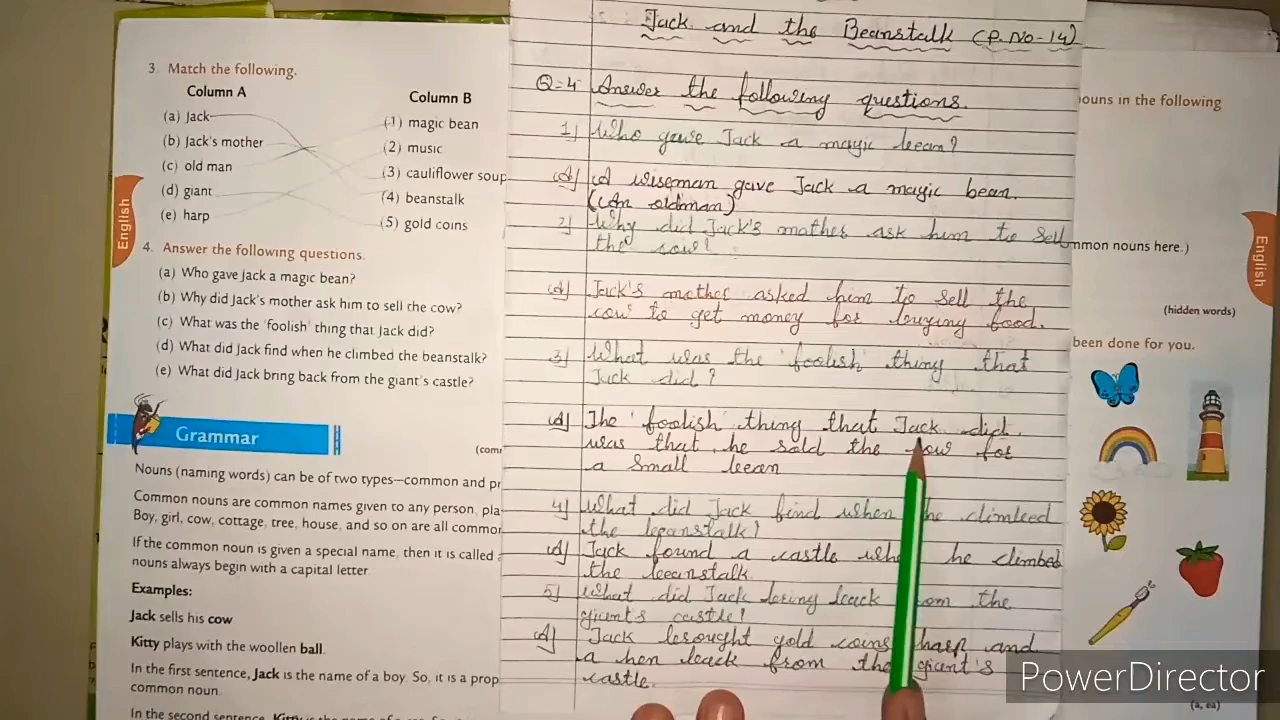 3. Match the following.
Column A
Column B
(a) Jack
(1) magic bean
(b) Jack's mother
(2) music
(c) old man
(3) cauliflower soup
(d) giant
(4) beanstalk
(e) harp
(5) gold coins
English
4. Answer the following questions.
(a) Who gave Jack a magic bean?
(b) Why did Jack's mother ask him to sell the cow?
(c) What was the 'foolish' thing that Jack did?
(d) What did Jack find when he climbed the beanstalk?
(e) What did Jack bring back from the giant's castle?
Grammar
Nouns (naming words) can be of two types—common and
Common nouns are common names given to any person,
Boy, girl, cow, cottage, tree, house, and so on are all
If the common noun is given a special name, then it is called
nouns always begin with a capital letter.
Examples:
Jack sells his cow
Kitty plays with the woollen ball.
In the first sentence, Jack is the name of a boy. So, it is a
common noun.
In the second sentence, Kitty is the name of a
Jack and the Beanstalk (P.No-14)
Q-4 Answer the following questions.
1) Who gave Jack a magic bean?
A) A wiseman gave Jack a magic bean.
(An oldman)
2) Why did Jack's mother ask him to sell
the cow?
A) Jack's mother asked him to sell the
cow to get money for buying food.
3) What was the 'foolish' thing that
Jack did?
A) The 'foolish' thing that Jack did
was that he sold the cow for
a small bean
4) What did Jack find when he climbed
the beanstalk?
A) Jack found a castle when he climbed
the beanstalk.
5) What did Jack bring back from the
giant's castle?
A) Jack brought gold coins harp and
a hen back from the giant's
castle.
nouns in the following
English
common nouns here.)
(hidden words)
been done for you.
(a, ea)
PowerDirector